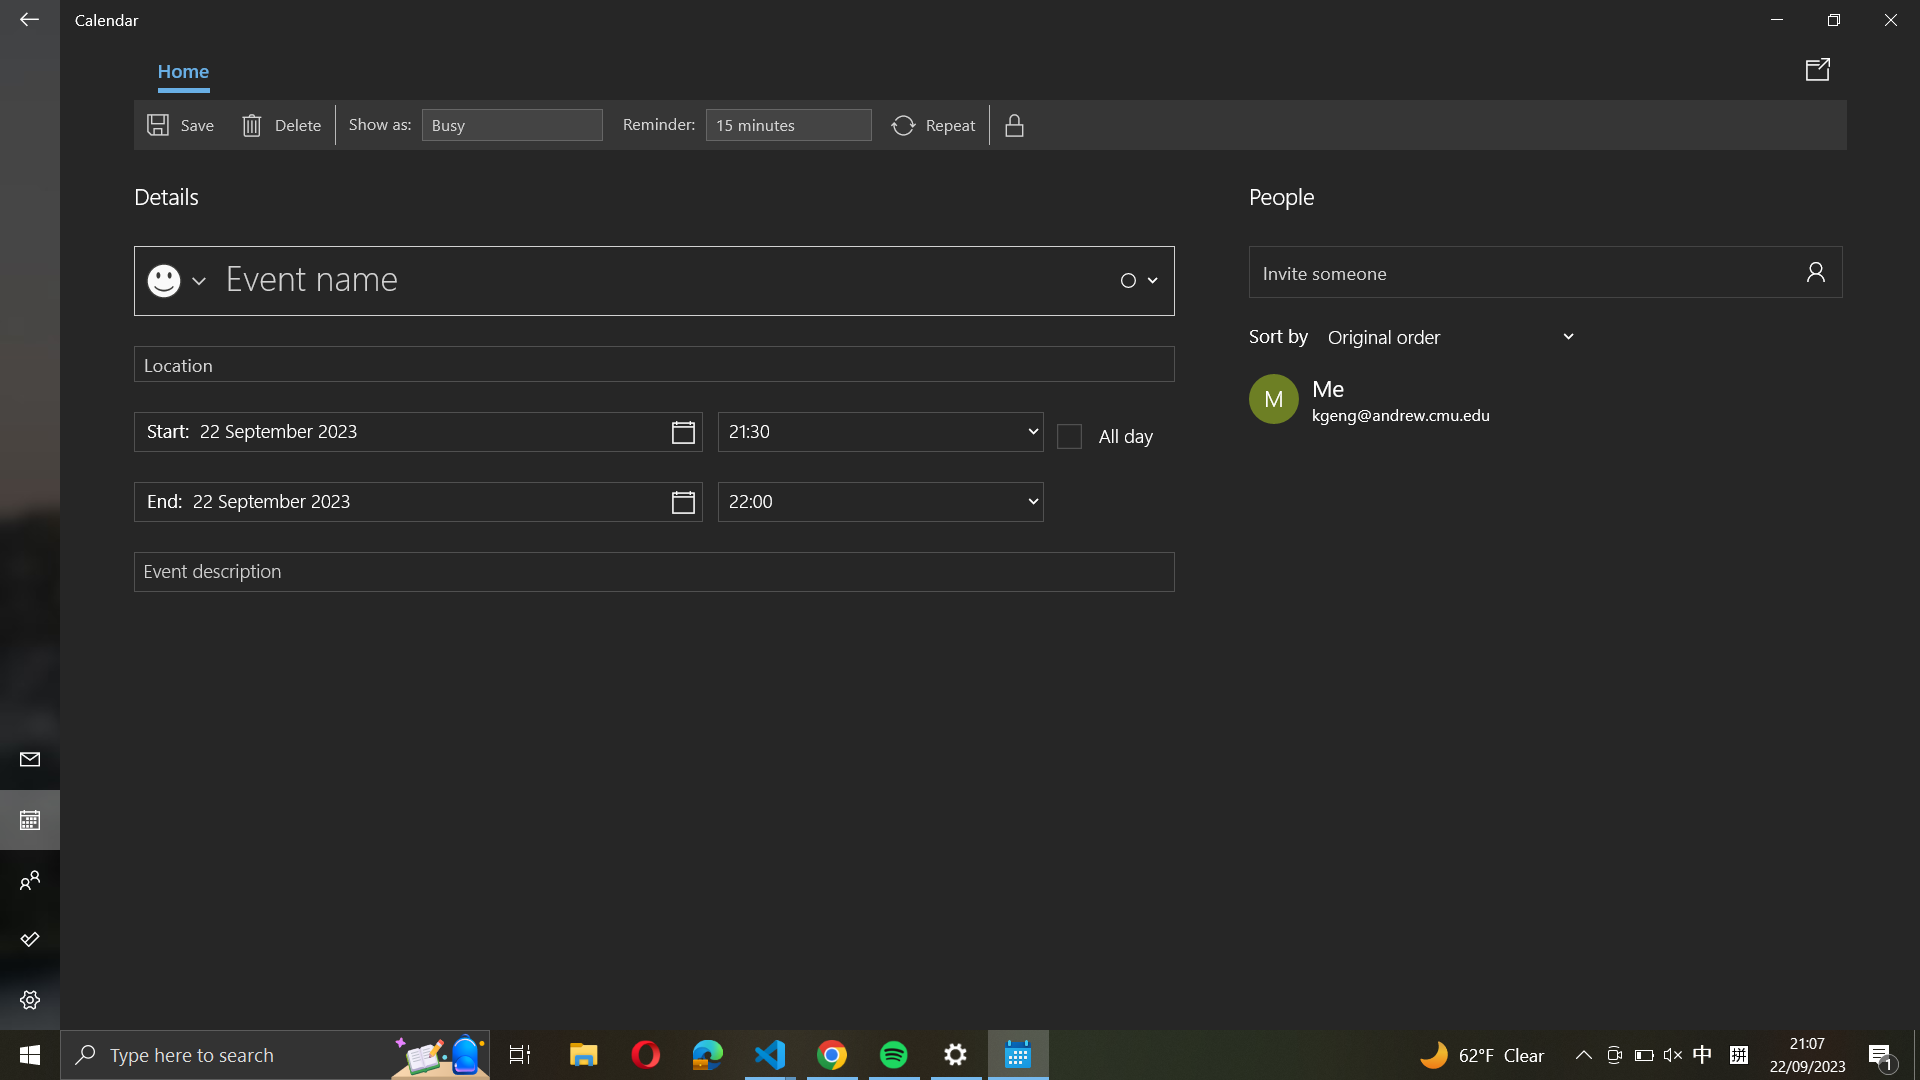 Calendar
Home
Save
Delete
Show as:
Busy
Reminder:
15 minutes
Repeat
Details
People
Event name
Invite someone
Location
Sort by Original order
M
Me
kgeng@andrew.cmu.edu
Start: 22 September 2023
21:30
All day
End: 22 September 2023
22:00
Event description
Type here to search
62°F Clear
中
拼
21:07
22/09/2023
1